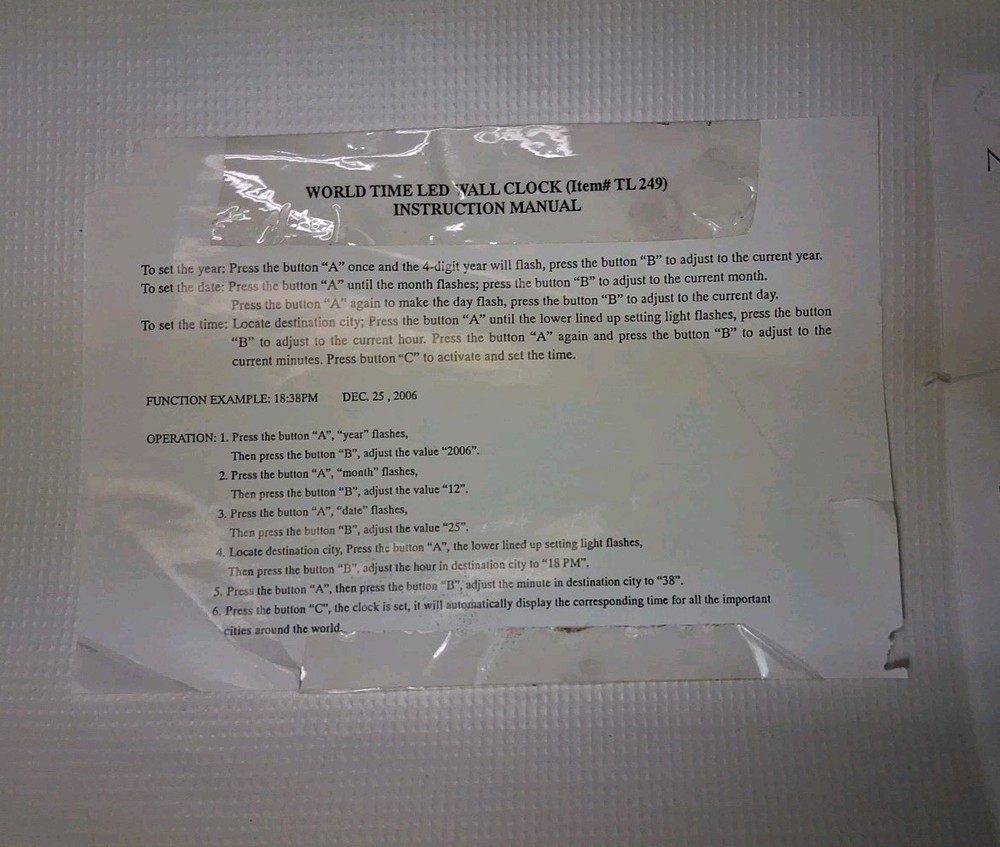 WORLD TIME LED WALL CLOCK (Item# TL 249)
INSTRUCTION MANUAL
To set the year: Press the button “A” once and the 4-digit year will flash, press the button “B” to adjust to the current year.
To set the date: Press the button “A” until the month flashes; press the button “B” to adjust to the current month.
Press the button “A” again to make the day flash, press the button “B” to adjust to the current day.
To set the time: Locate destination city; Press the button “A” until the lower lined up setting light flashes, press the button
“B” to adjust to the current hour. Press the button “A” again and press the button “B” to adjust to the
current minutes. Press button “C” to activate and set the time.
FUNCTION EXAMPLE: 18:38PM DEC. 25 , 2006
OPERATION: 1. Press the button “A”, “year” flashes,
Then press the button “B”, adjust the value “2006”.
2. Press the button “A”, “month” flashes,
Then press the button “B”, adjust the value “12”.
3. Press the button “A”, “date” flashes,
Then press the button “B”, adjust the value “25”.
4. Locate destination city, Press the button “A”, the lower lined up setting light flashes,
Then press the button “B”, adjust the hour in destination city to “18 PM”.
5. Press the button “A”, then press the button “B”, adjust the minute in destination city to “38”.
6. Press the button “C”, the clock is set, it will automatically display the corresponding time for all the important
cities around the world.